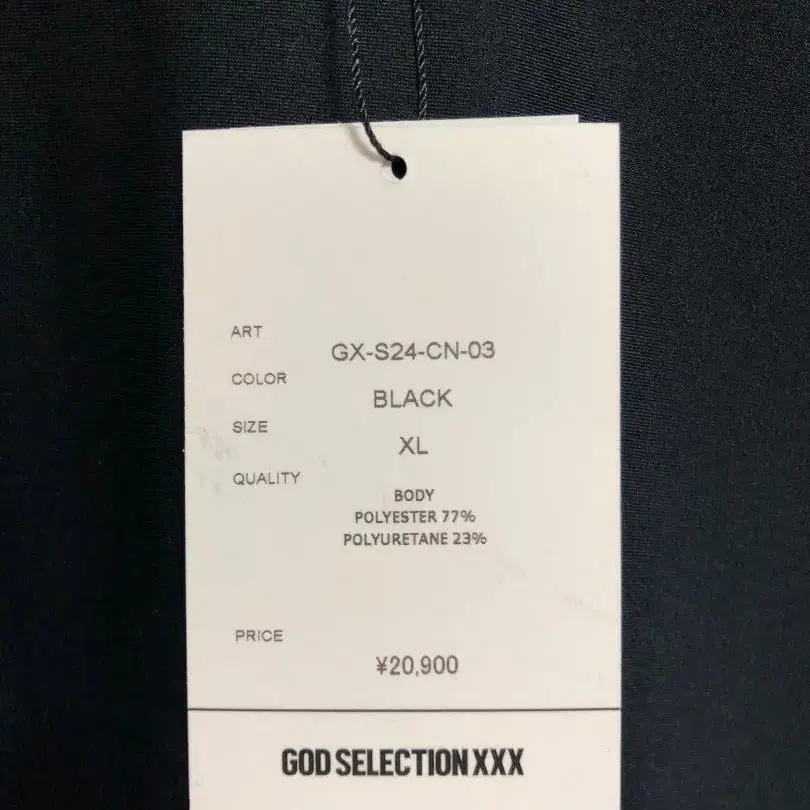 ART
GX-S24-CN-03
COLOR
BLACK
SIZE
XL
QUALITY
BODY
POLYESTER 77%
POLYURETANE 23%
PRICE
¥20,900
GOD SELECTION XXX